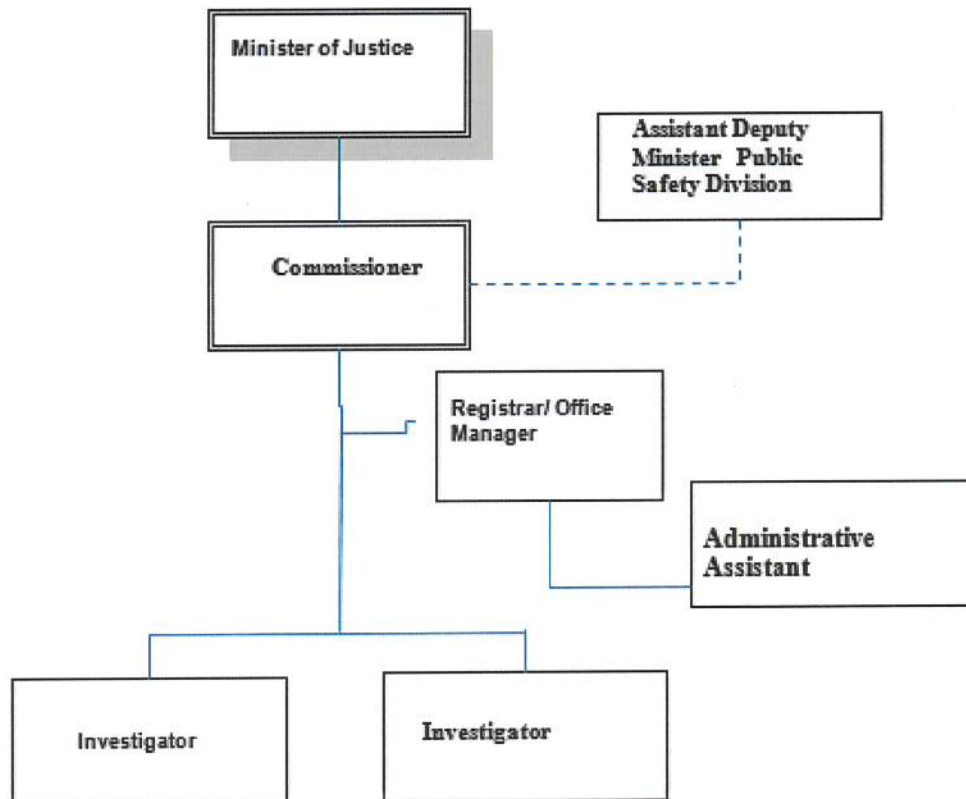 Minister of Justice
Assistant Deputy
Minister Public
Safety Division
Commissioner
Registrar/ Office
Manager
Administrative
Assistant
Investigator
Investigator